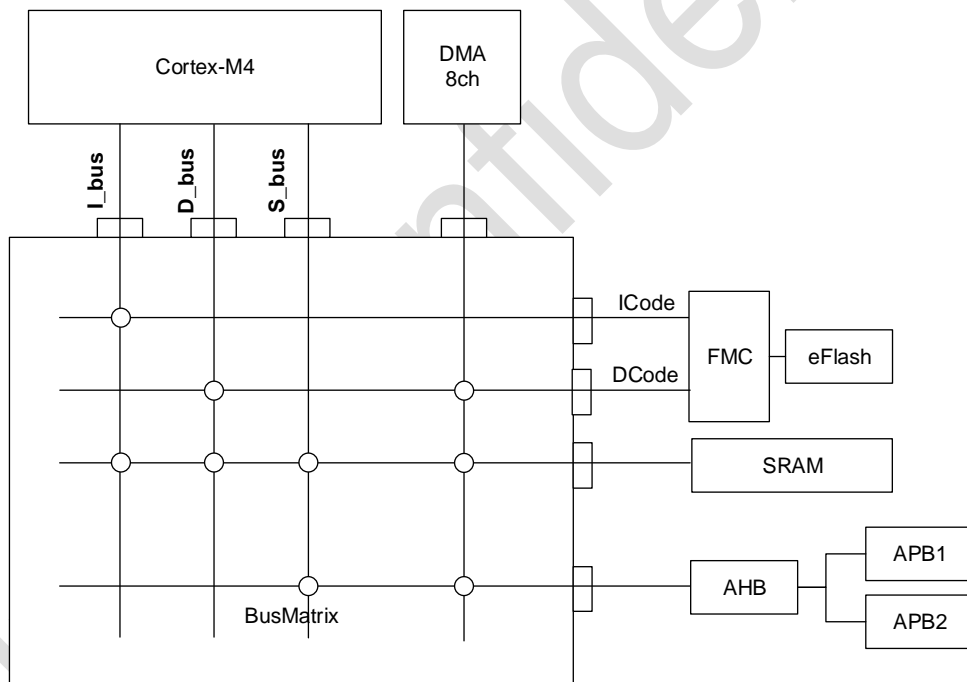 Cortex-M4
DMA
8ch
I_bus
D_bus
S_bus
ICode
FMC
eFlash
DCode
SRAM
AHB
APB1
APB2
BusMatrix